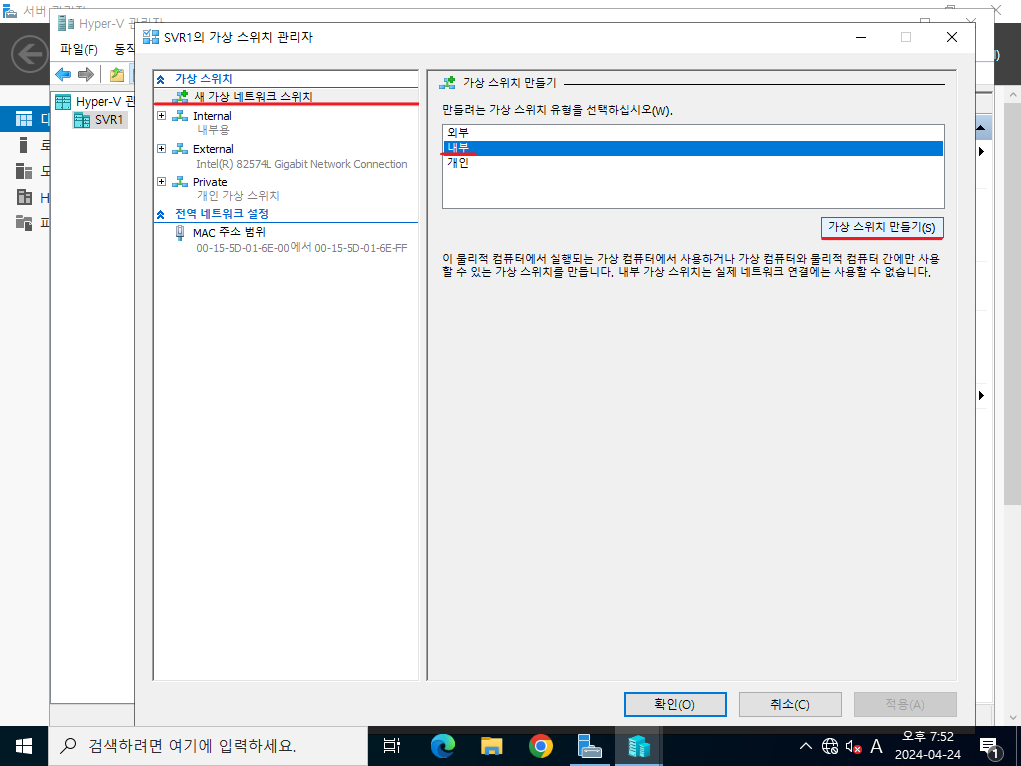 서버
Hyper-V 관리자
SVR1의 가상 스위치 관리자
파일(F) 동작
Hyper-V 관
SVR1
가상 스위치
새 가상 네트워크 스위치
Internal
내부용
External
Intel(R) 82574L Gigabit Network Connection
Private
개인 가상 스위치
전역 네트워크 설정
MAC 주소 범위
00-15-5D-01-6E-00에서 00-15-5D-01-6E-FF
가상 스위치 만들기
만들려는 가상 스위치 유형을 선택하십시오(W).
외부
내부
개인
가상 스위치 만들기(S)
이 물리적 컴퓨터에서 실행되는 가상 컴퓨터에서 사용하거나 가상 컴퓨터와 물리적 컴퓨터 간에만 사용
할 수 있는 가상 스위치를 만듭니다. 내부 가상 스위치는 실제 네트워크 연결에는 사용할 수 없습니다.
확인(O) 취소(C) 적용(A)
검색하려면 여기에 입력하세요.
A
오후 7:52
2024-04-24
1